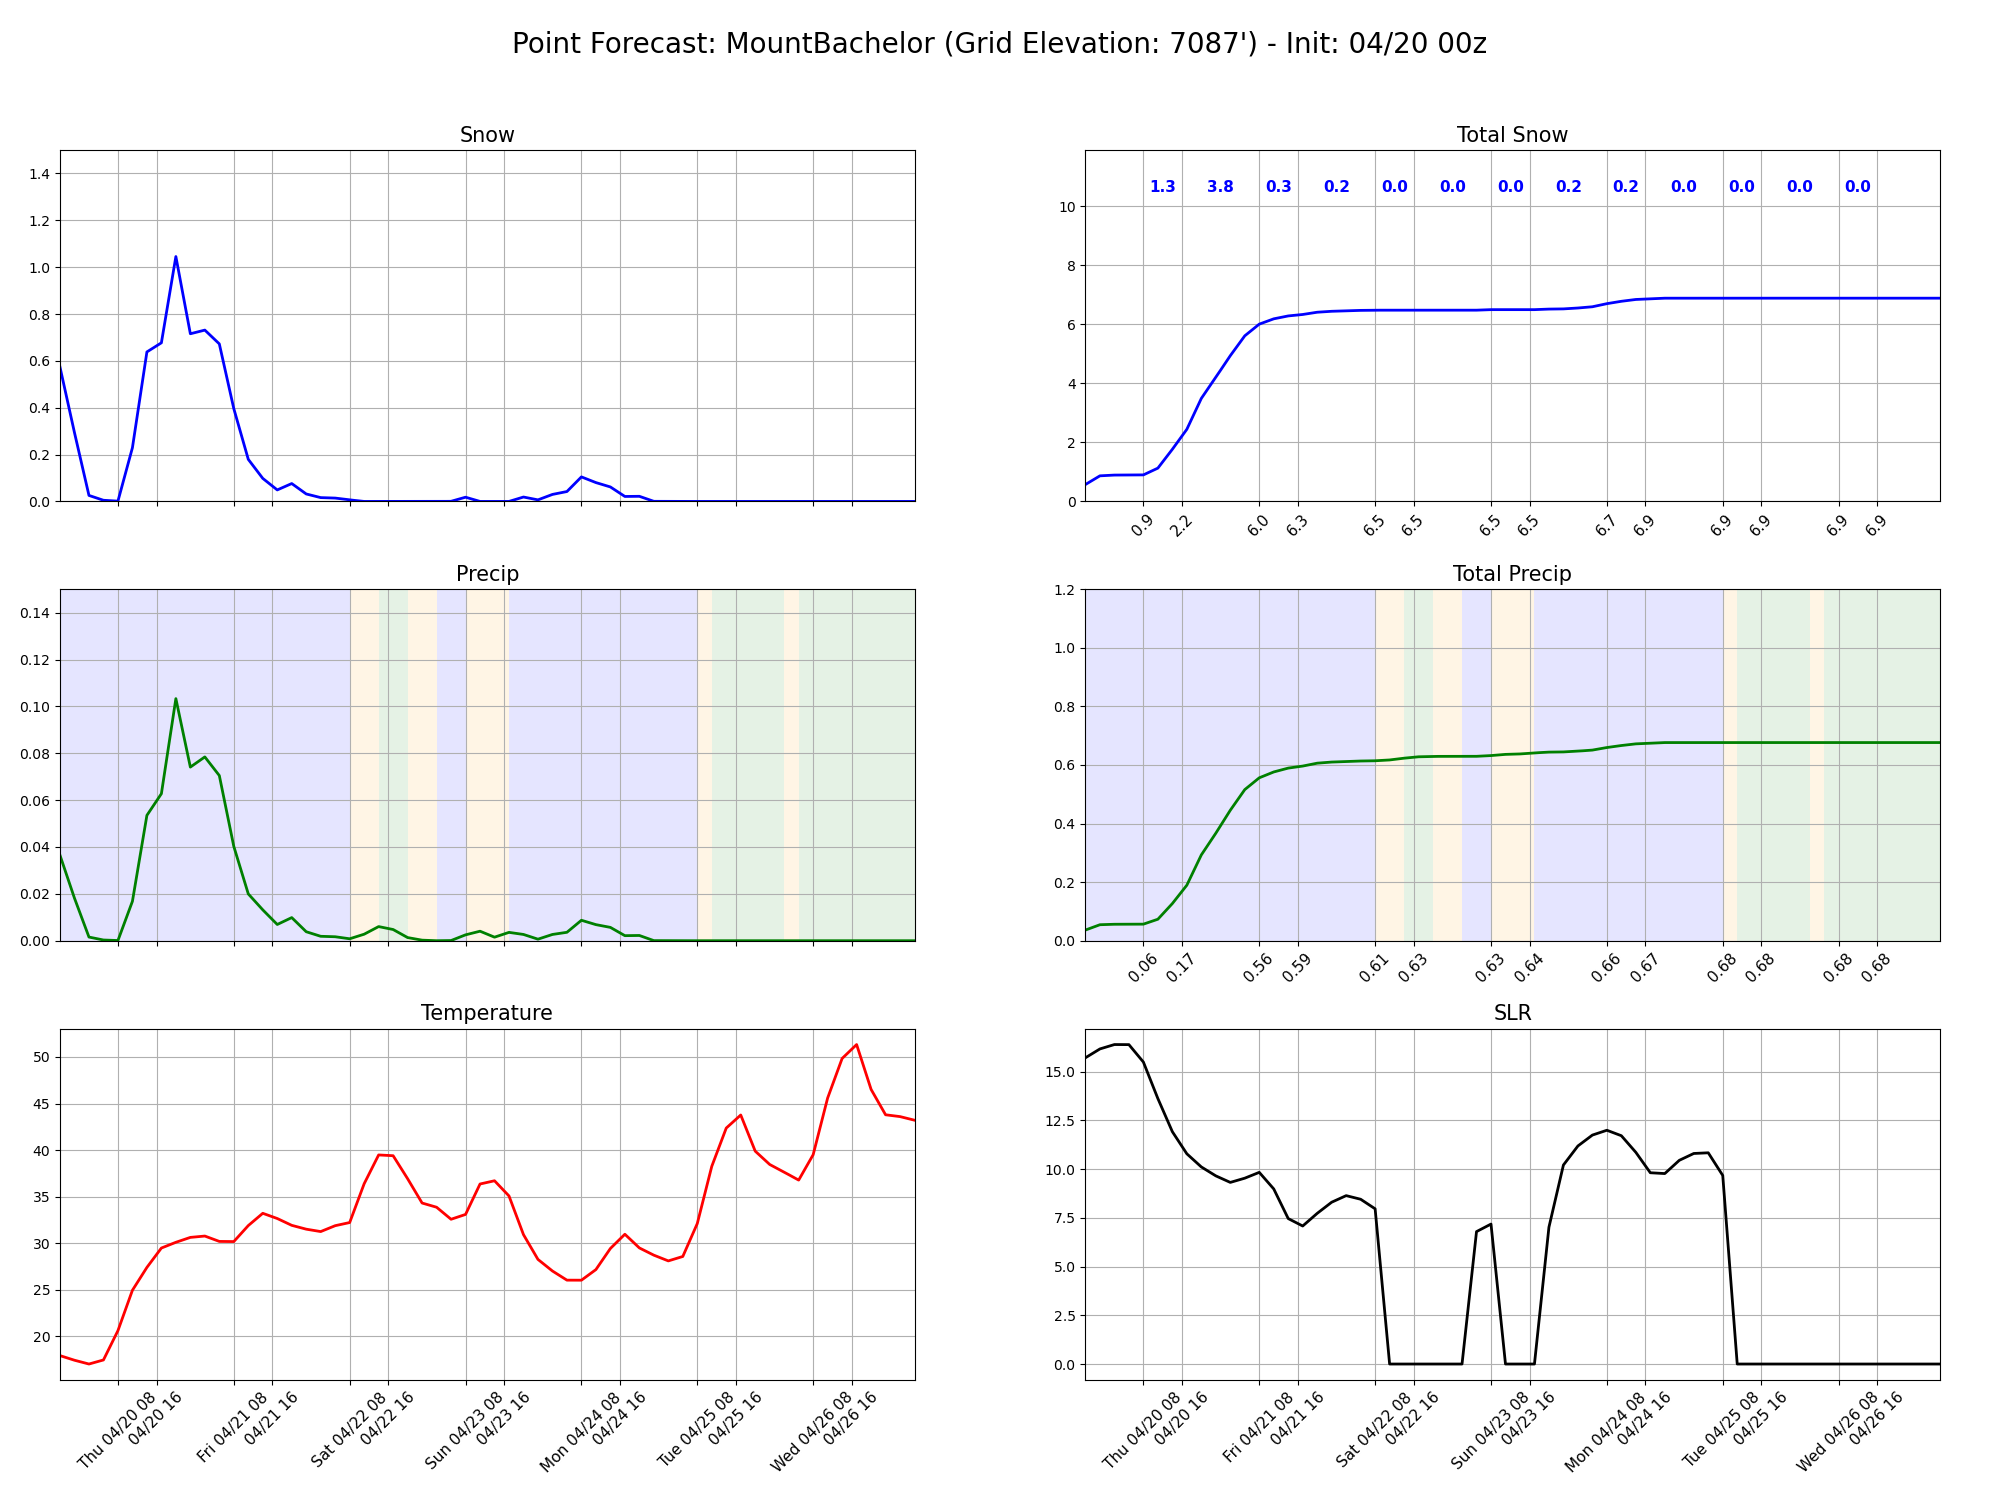 Point Forecast: MountBachelor (Grid Elevation: 7087') - Init: 04/20 00z
Snow
1.4
1.2
1.0
0.8
0.6
0.4
0.2
0.0
Total Snow
1.3 3.8 0.3 0.2 0.0 0.0 0.0 0.2 0.2 0.0 0.0 0.0 0.0
10
8
6
4
2
0
0.9 2.2 6.0 6.3 6.5 6.5 6.5 6.5 6.7 6.9 6.9 6.9 6.9 6.9
Precip
0.14
0.12
0.10
0.08
0.06
0.04
0.02
0.00
Total Precip
1.2
1.0
0.8
0.6
0.4
0.2
0.0
0.06 0.17 0.56 0.59 0.61 0.63 0.63 0.64 0.66 0.67 0.68 0.68 0.68 0.68
Temperature
50
45
40
35
30
25
20
Thu 04/20 08
04/20 16
Fri 04/21 08
04/21 16
Sat 04/22 08
04/22 16
Sun 04/23 08
04/23 16
Mon 04/24 08
04/24 16
Tue 04/25 08
04/25 16
Wed 04/26 08
04/26 16
SLR
15.0
12.5
10.0
7.5
5.0
2.5
0.0
Thu 04/20 08
04/20 16
Fri 04/21 08
04/21 16
Sat 04/22 08
04/22 16
Sun 04/23 08
04/23 16
Mon 04/24 08
04/24 16
Tue 04/25 08
04/25 16
Wed 04/26 08
04/26 16